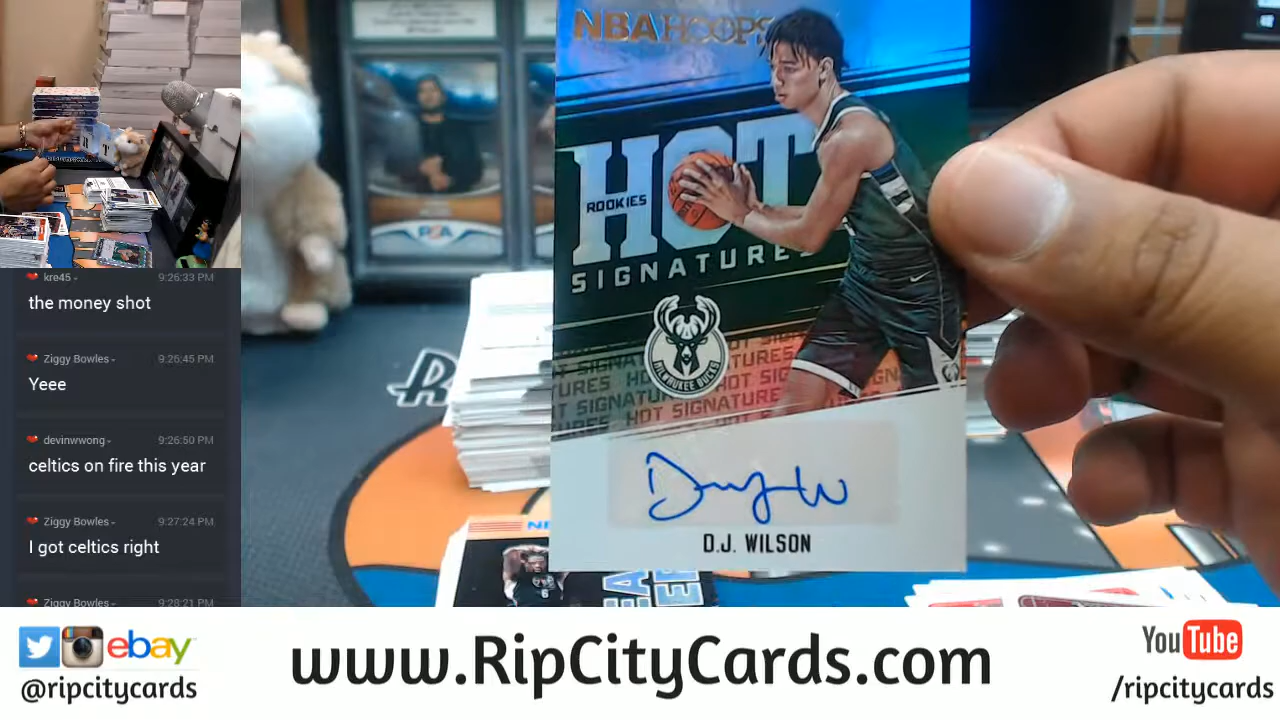 kre45
9:26:33 PM
the money shot
Ziggy Bowles
9:26:45 PM
Yeee
devinwwong
9:26:50 PM
celtics on fire this year
Ziggy Bowles
9:27:24 PM
I got celtics right
Ziggy Bowles
9:28:21 PM
PSA
NBA HOOPS
HOT
ROOKIES
SIGNATURES
MILWAUKEE BUCKS
HOT SIGNATURES
D.J. WILSON
ebay
@ripcitycards
www.RipCityCards.com
YouTube
/ripcitycards